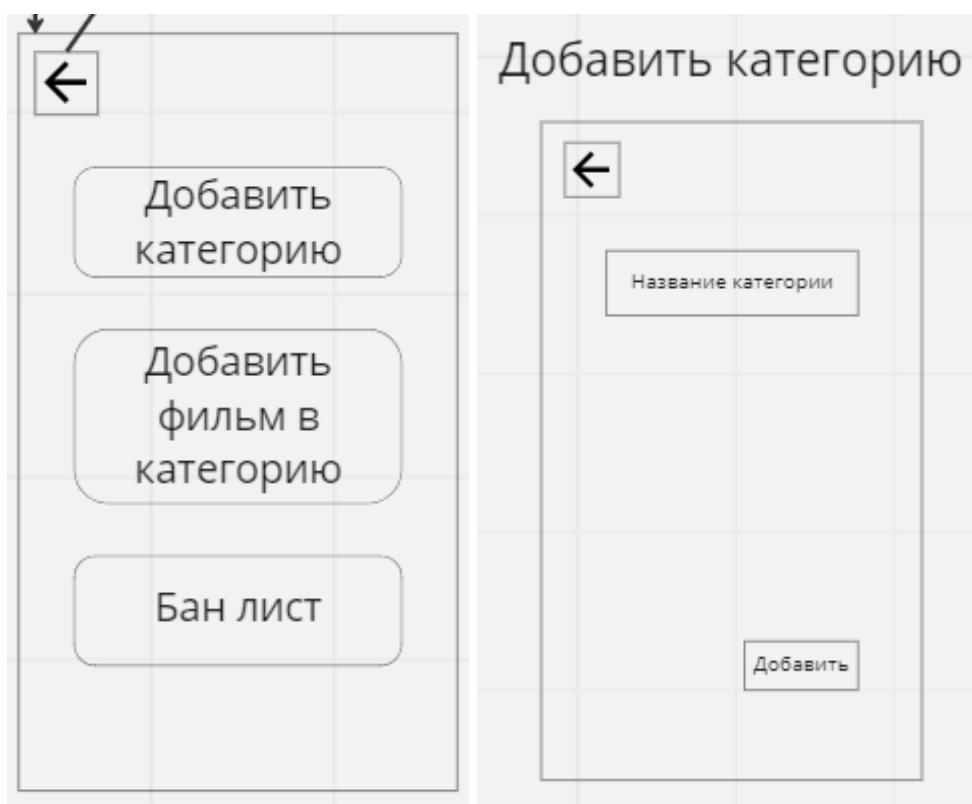 Добавить
категорию
Добавить
фильм в
категорию
Бан лист
Добавить категорию
Название категории
Добавить